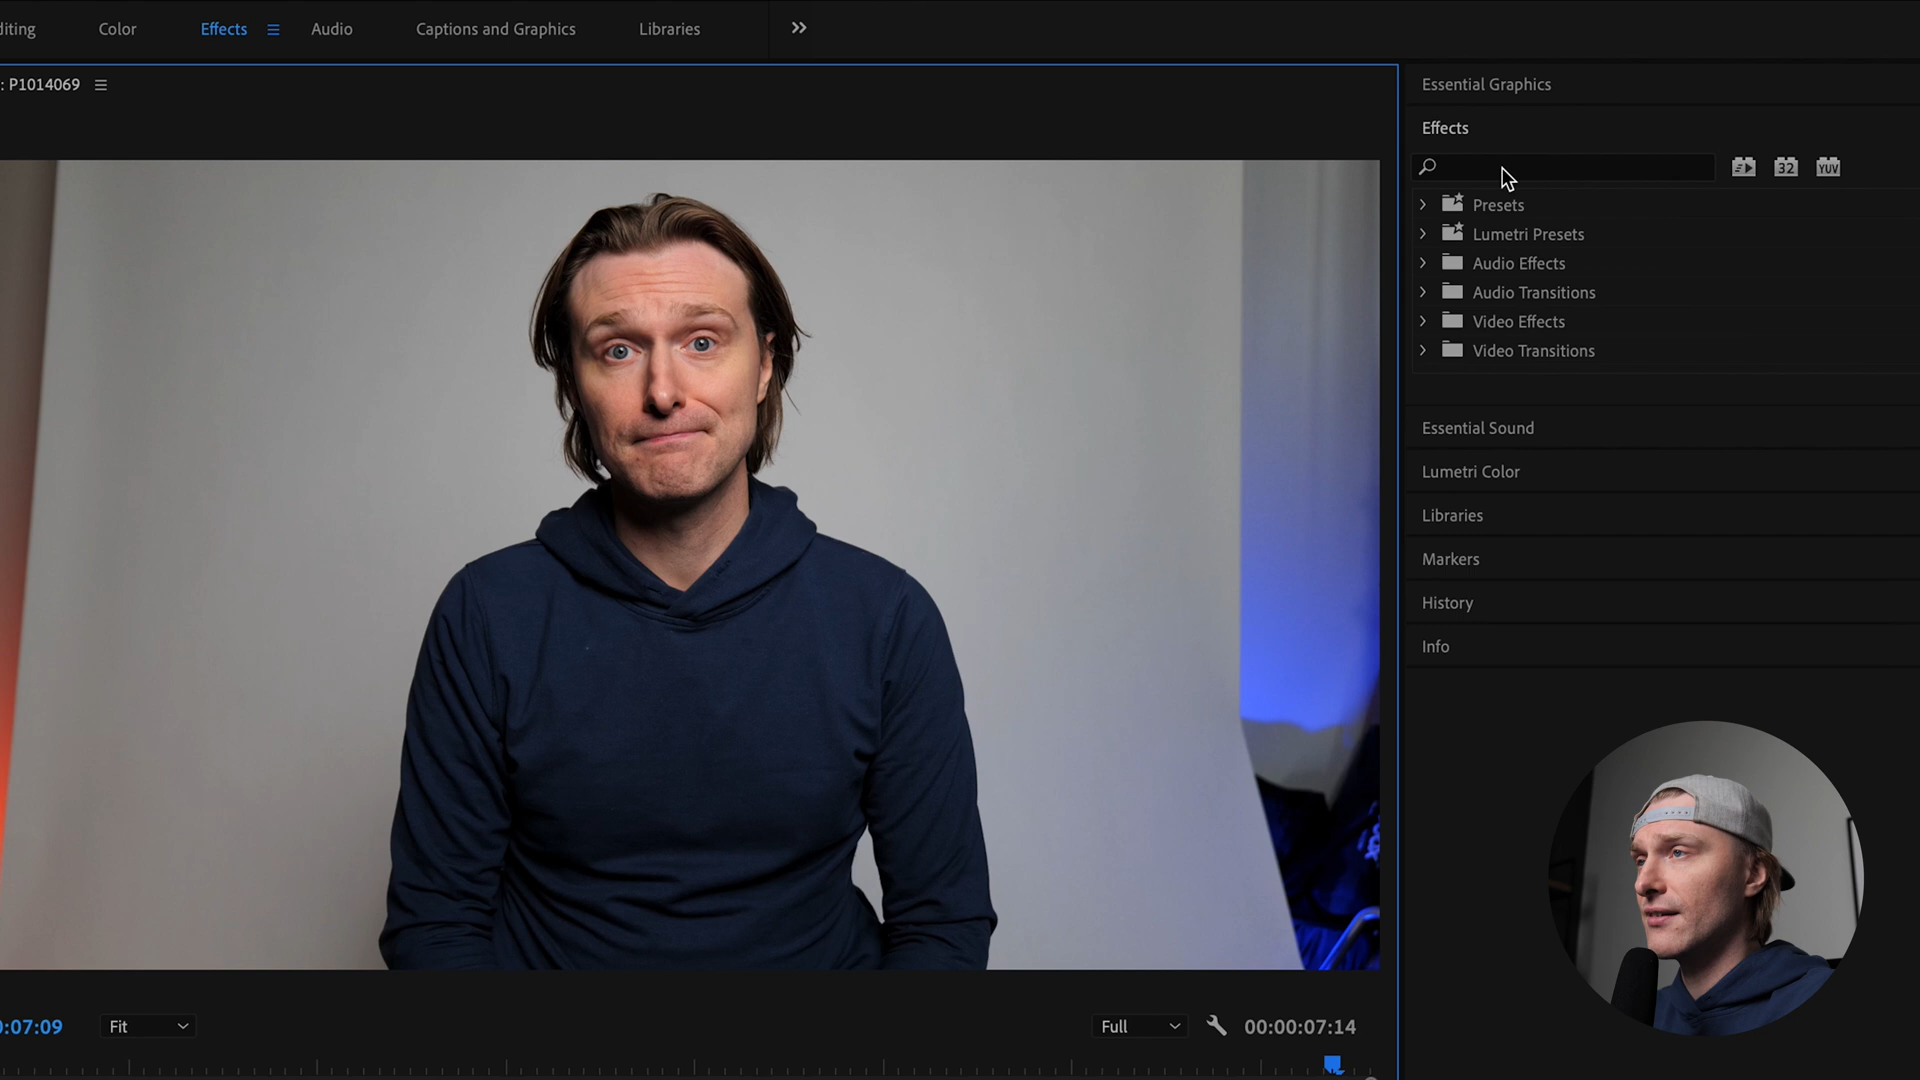 diting Color Effects Audio Captions and Graphics Libraries
: P1014069
Essential Graphics
Effects
32 YUV
Presets
Lumetri Presets
Audio Effects
Audio Transitions
Video Effects
Video Transitions
Essential Sound
Lumetri Color
Libraries
Markers
History
Info
0:07:09 Fit Full 00:00:07:14